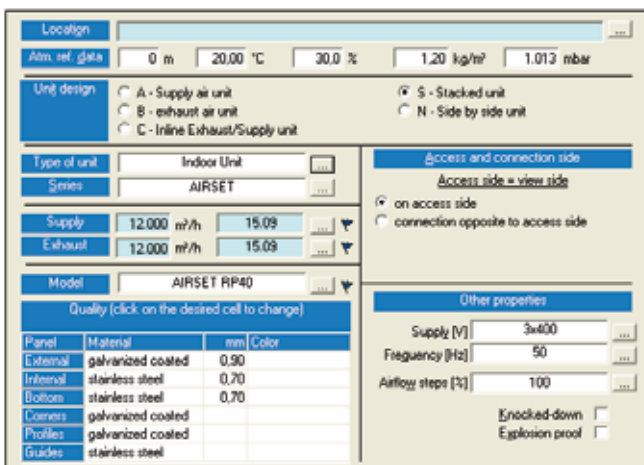 Location ...
Atm. ref. data 0 m 20,00 °C 30,0 % 1,20 kg/m³ 1.013 mbar
Unit design
A - Supply air unit
B - exhaust air unit
C - Inline Exhaust/Supply unit
S - Stacked unit
N - Side by side unit
Type of unit Indoor Unit ...
Series AIRSET ...
Access and connection side
Access side = view side
on access side
connection opposite to access side
Supply 12.000 m³/h 15.09 ...
Exhaust 12.000 m³/h 15.09 ...
Model AIRSET RP40 ...
Quality (click on the desired cell to change)
Panel Material mm Color
External galvanized coated 0,90
Internal stainless steel 0,70
Bottom stainless steel 0,70
Corners galvanized coated
Profiles galvanized coated
Guides stainless steel
Other properties
Supply [V] 3x400 ...
Freguency [Hz] 50 ...
Airflow steps [%] 100 ...
Knocked-down
Explosion proof